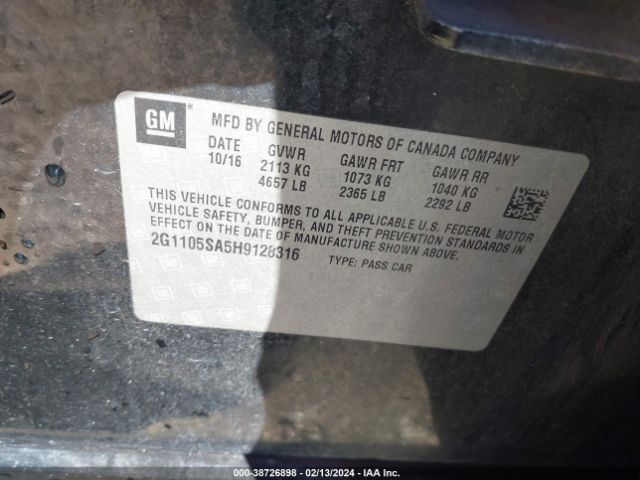 GM ®
MFD BY GENERAL MOTORS OF CANADA COMPANY
DATE GVWR GAWR FRT GAWR RR
10/16 2113 KG 1073 KG 1040 KG
4657 LB 2365 LB 2292 LB
THIS VEHICLE CONFORMS TO ALL APPLICABLE U.S. FEDERAL MOTOR
VEHICLE SAFETY, BUMPER, AND THEFT PREVENTION STANDARDS IN
EFFECT ON THE DATE OF MANUFACTURE SHOWN ABOVE.
2G1105SA5H9128316 TYPE: PASS CAR
000-38726898 - 02/13/2024 - IAA Inc.